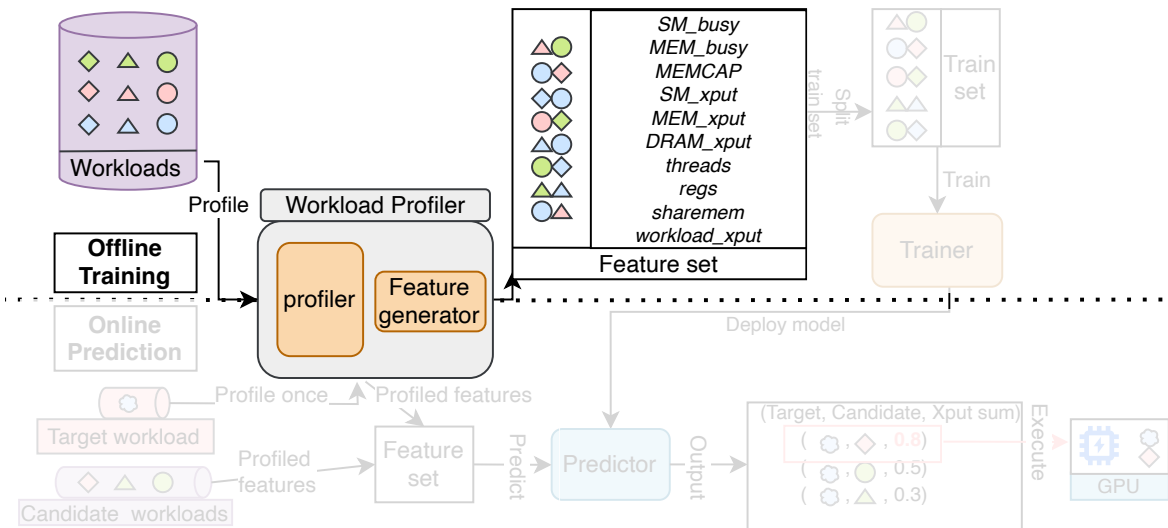 Workloads
Profile
Workload Profiler
profiler
Feature
generator
SM_busy
MEM_busy
MEMCAP
SM_xput
MEM_xput
DRAM_xput
threads
regs
sharemem
workload_xput
Feature set
Split
train set
Train
set
Train
Trainer
Offline
Training
Online
Prediction
Deploy model
Profile once
Profiled features
Target workload
Profiled
features
Candidate workloads
Feature
set
Predict
Predictor
Output
(Target, Candidate, Xput sum)
( , , 0.8)
( , , 0.5)
( , , 0.3)
Execute
GPU